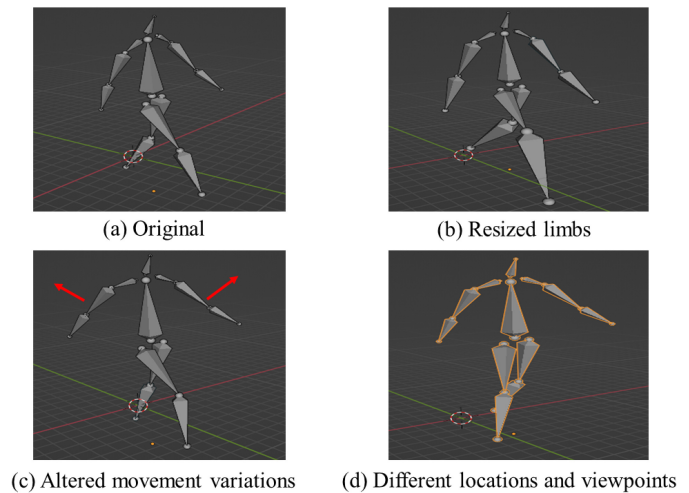 (a) Original
(b) Resized limbs
(c) Altered movement variations
(d) Different locations and viewpoints